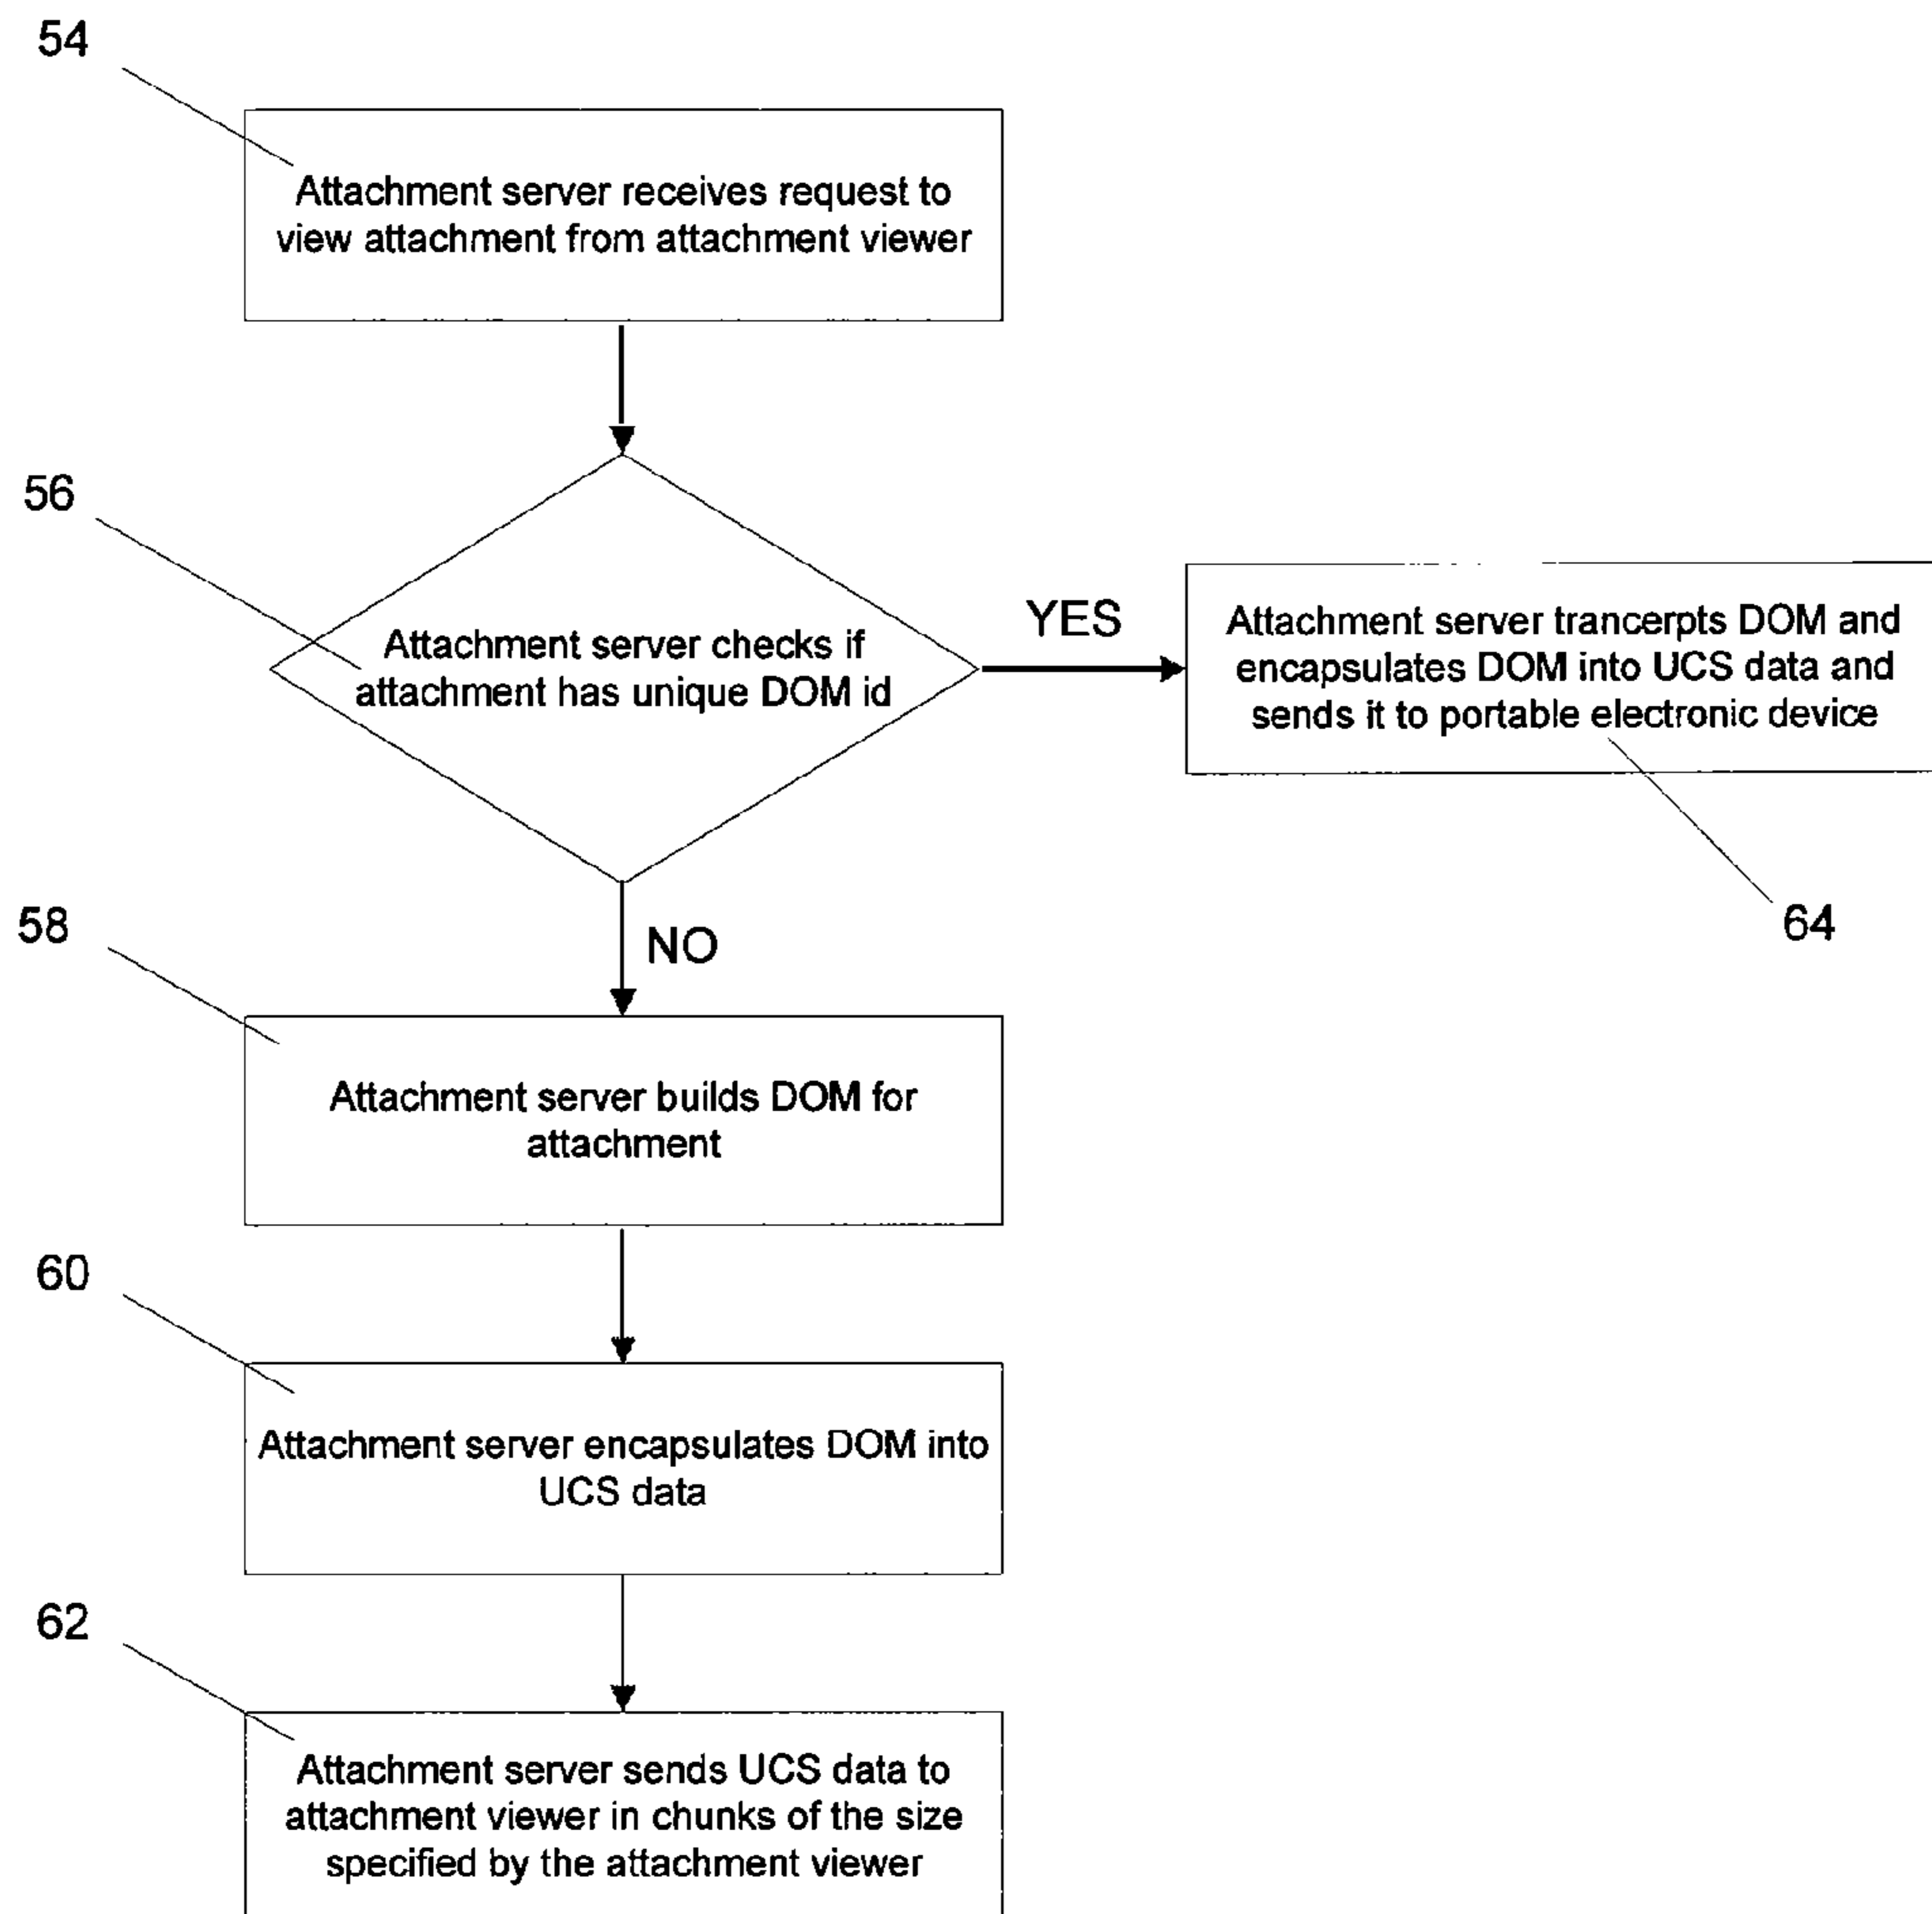 54
Attachment server receives request to
view attachment from attachment viewer
56
Attachment server checks if
attachment has unique DOM id
YES
Attachment server trancerpts DOM and
encapsulates DOM into UCS data and
sends it to portable electronic device
64
58
NO
Attachment server builds DOM for
attachment
60
Attachment server encapsulates DOM into
UCS data
62
Attachment server sends UCS data to
attachment viewer in chunks of the size
specified by the attachment viewer